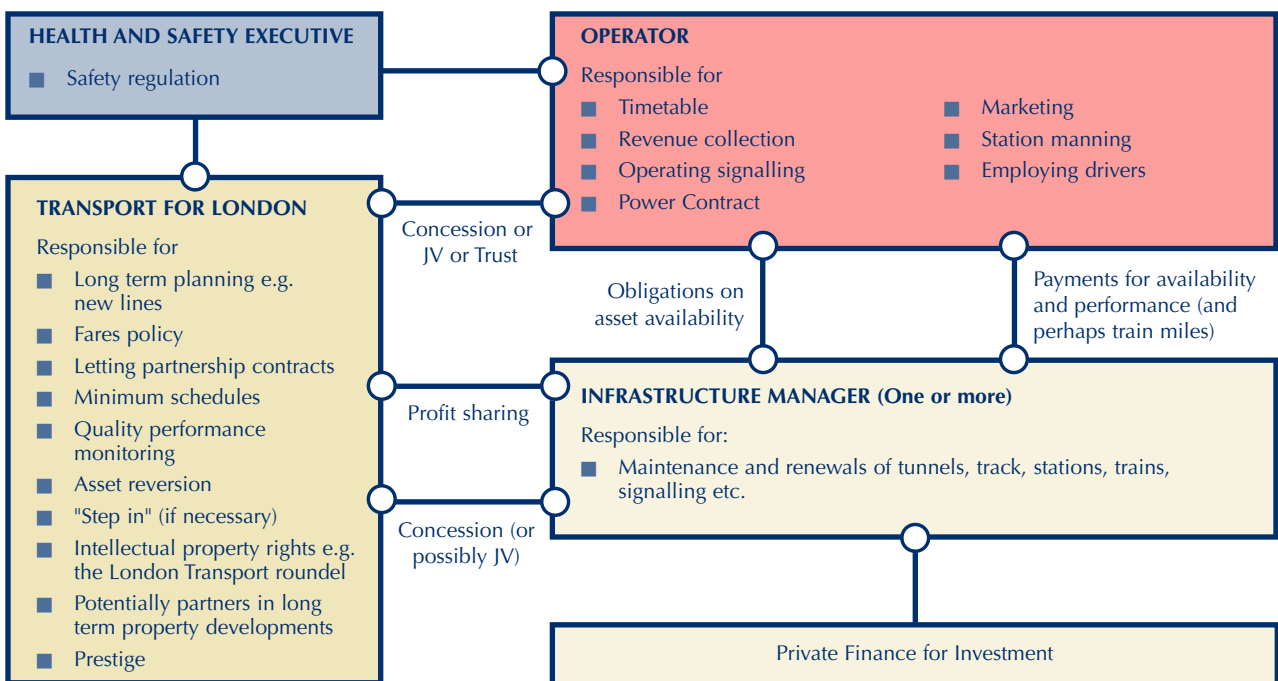 HEALTH AND SAFETY EXECUTIVE
Safety regulation
OPERATOR
Responsible for
Timetable
Revenue collection
Operating signalling
Power Contract
Marketing
Station manning
Employing drivers
TRANSPORT FOR LONDON
Responsible for
Long term planning e.g.
new lines
Fares policy
Letting partnership contracts
Minimum schedules
Quality performance
monitoring
Asset reversion
"Step in" (if necessary)
Intellectual property rights e.g.
the London Transport roundel
Potentially partners in long
term property developments
Prestige
Concession or
JV or Trust
Profit sharing
Concession (or
possibly JV)
Obligations on
asset availability
Payments for availability
and performance (and
perhaps train miles)
INFRASTRUCTURE MANAGER (One or more)
Responsible for:
Maintenance and renewals of tunnels, track, stations, trains,
signalling etc.
Private Finance for Investment